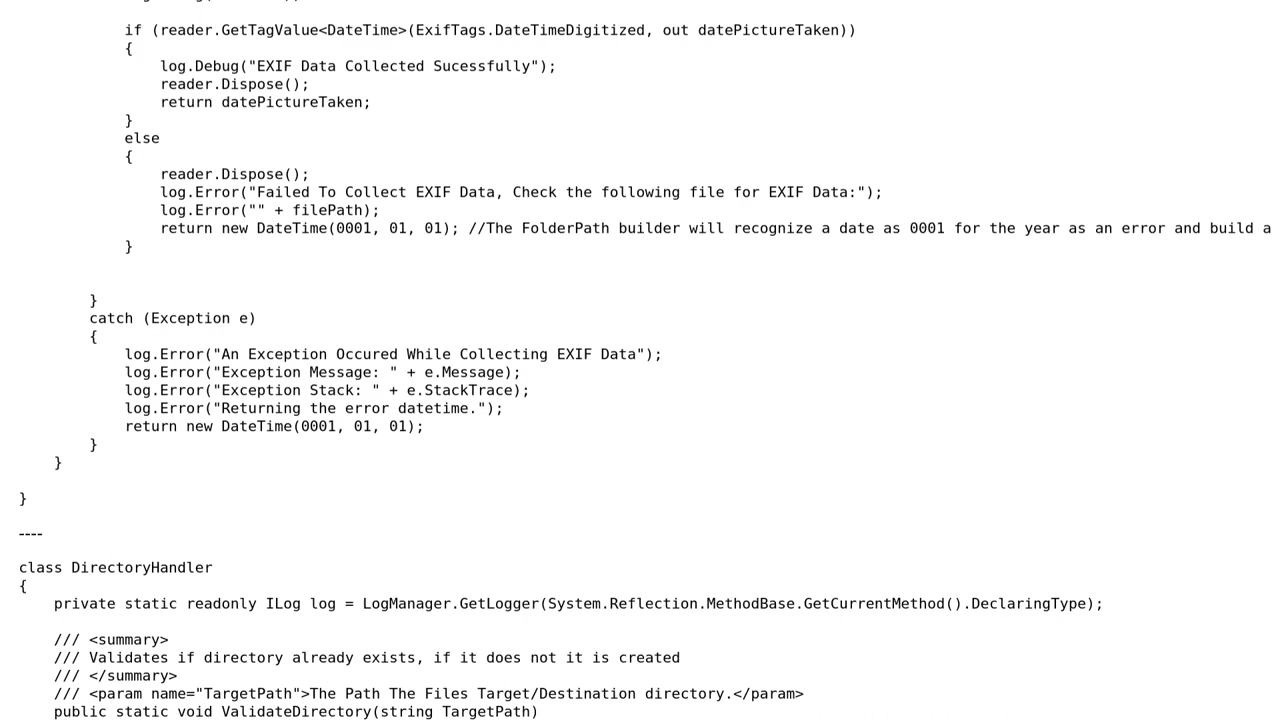 if (reader.GetTagValue<DateTime>(ExifTags.DateTimeDigitized, out datePictureTaken))
            {
                log.Debug("EXIF Data Collected Sucessfully");
                reader.Dispose();
                return datePictureTaken;
            }
            else
            {
                reader.Dispose();
                log.Error("Failed To Collect EXIF Data, Check the following file for EXIF Data:");
                log.Error("" + filePath);
                return new DateTime(0001, 01, 01); //The FolderPath builder will recognize a date as 0001 for the year as an error and build a
            }


        }
        catch (Exception e)
        {
            log.Error("An Exception Occured While Collecting EXIF Data");
            log.Error("Exception Message: " + e.Message);
            log.Error("Exception Stack: " + e.StackTrace);
            log.Error("Returning the error datetime.");
            return new DateTime(0001, 01, 01);
        }
    }

}

----

class DirectoryHandler
{
    private static readonly ILog log = LogManager.GetLogger(System.Reflection.MethodBase.GetCurrentMethod().DeclaringType);

    /// <summary>
    /// Validates if directory already exists, if it does not it is created
    /// </summary>
    /// <param name="TargetPath">The Path The Files Target/Destination directory.</param>
    public static void ValidateDirectory(string TargetPath)